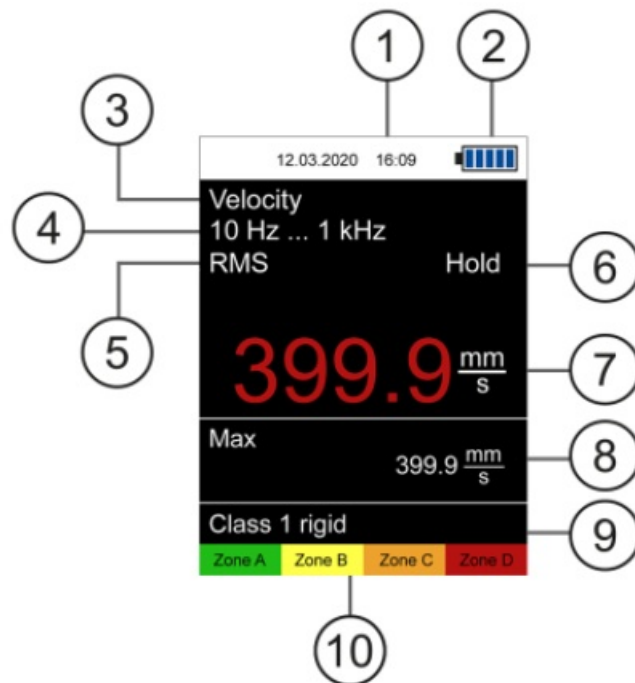 1 2
3
12.03.2020 16:09
Velocity
4
10 Hz ... 1 kHz
RMS Hold
6
5
399.9 mm/s
7
Max
399.9 mm/s
8
Class 1 rigid
9
Zone A Zone B Zone C Zone D
10